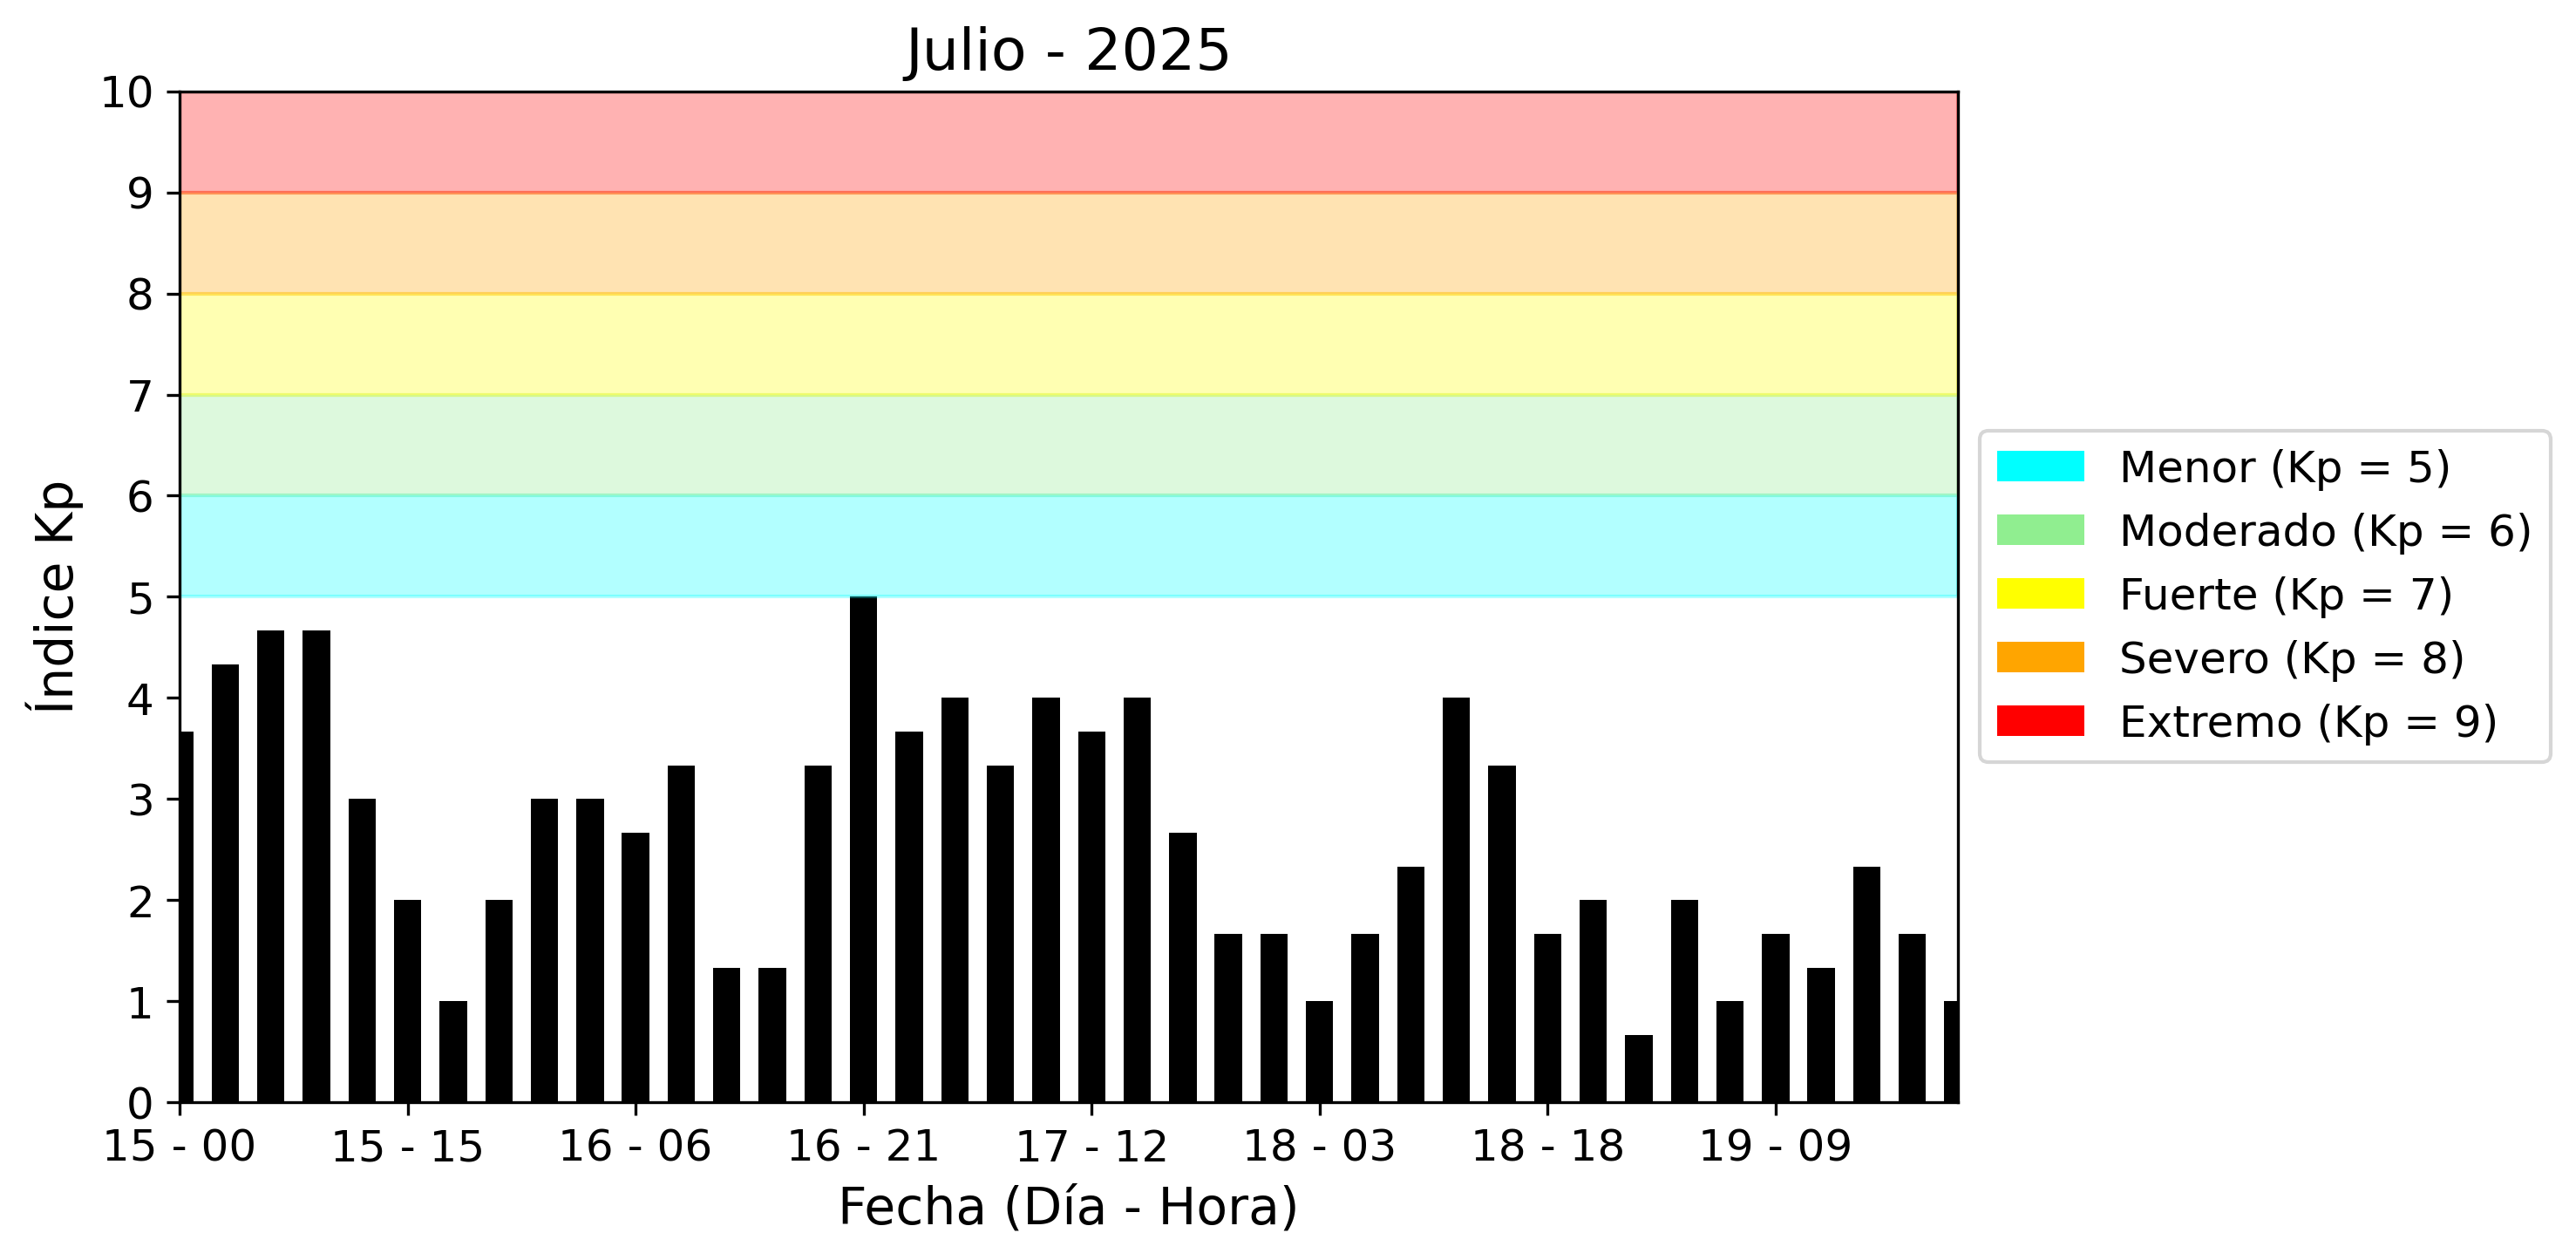 Julio - 2025
10
9
8
7
6
5
4
3
2
1
0
Índice Kp
15 - 00 15 - 15 16 - 06 16 - 21 17 - 12 18 - 03 18 - 18 19 - 09
Fecha (Día - Hora)
Menor (Kp = 5)
Moderado (Kp = 6)
Fuerte (Kp = 7)
Severo (Kp = 8)
Extremo (Kp = 9)